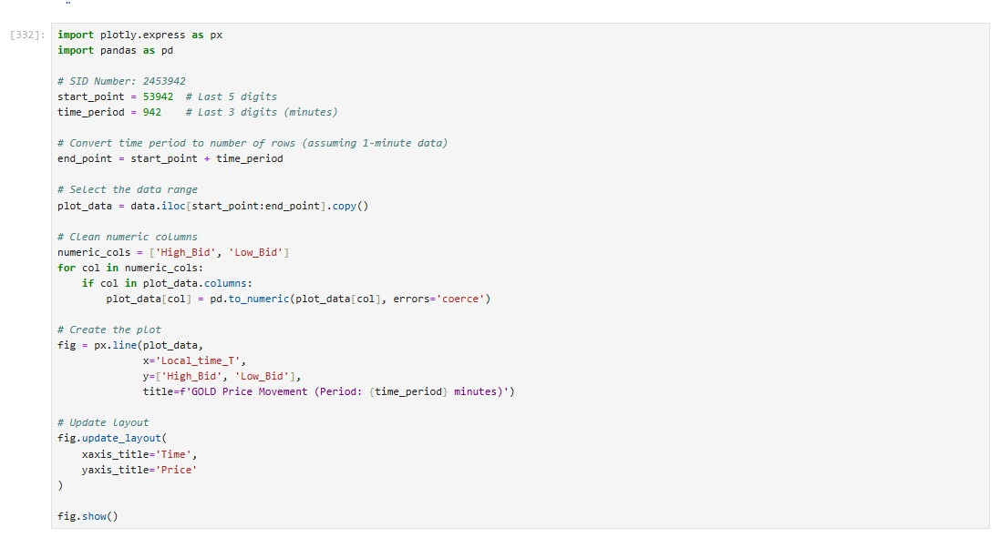 [332]:
import plotly.express as px
import pandas as pd
# SID Number: 2453942
start_point = 53942  # Last 5 digits
time_period = 942    # Last 3 digits (minutes)
# Convert time period to number of rows (assuming 1-minute data)
end_point = start_point + time_period
# Select the data range
plot_data = data.iloc[start_point:end_point].copy()
# Clean numeric columns
numeric_cols = ['High_Bid', 'Low_Bid']
for col in numeric_cols:
    if col in plot_data.columns:
        plot_data[col] = pd.to_numeric(plot_data[col], errors='coerce')
# Create the plot
fig = px.line(plot_data,
              x='Local_time_T',
              y=['High_Bid', 'Low_Bid'],
              title=f'GOLD Price Movement (Period: {time_period} minutes)')
# Update layout
fig.update_layout(
    xaxis_title='Time',
    yaxis_title='Price'
)
fig.show()